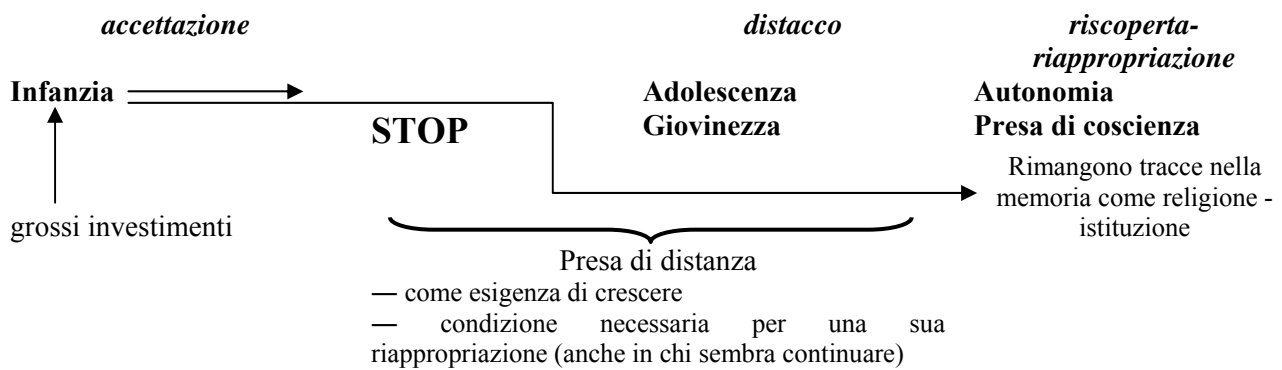 accettazione
distacco
riscoperta-
riappropriazione
Infanzia
Adolescenza
Giovinezza
Autonomia
Presa di coscienza
STOP
Rimangono tracce nella
memoria come religione -
istituzione
grossi investimenti
Presa di distanza
— come esigenza di crescere
— condizione necessaria per una sua
riappropriazione (anche in chi sembra continuare)